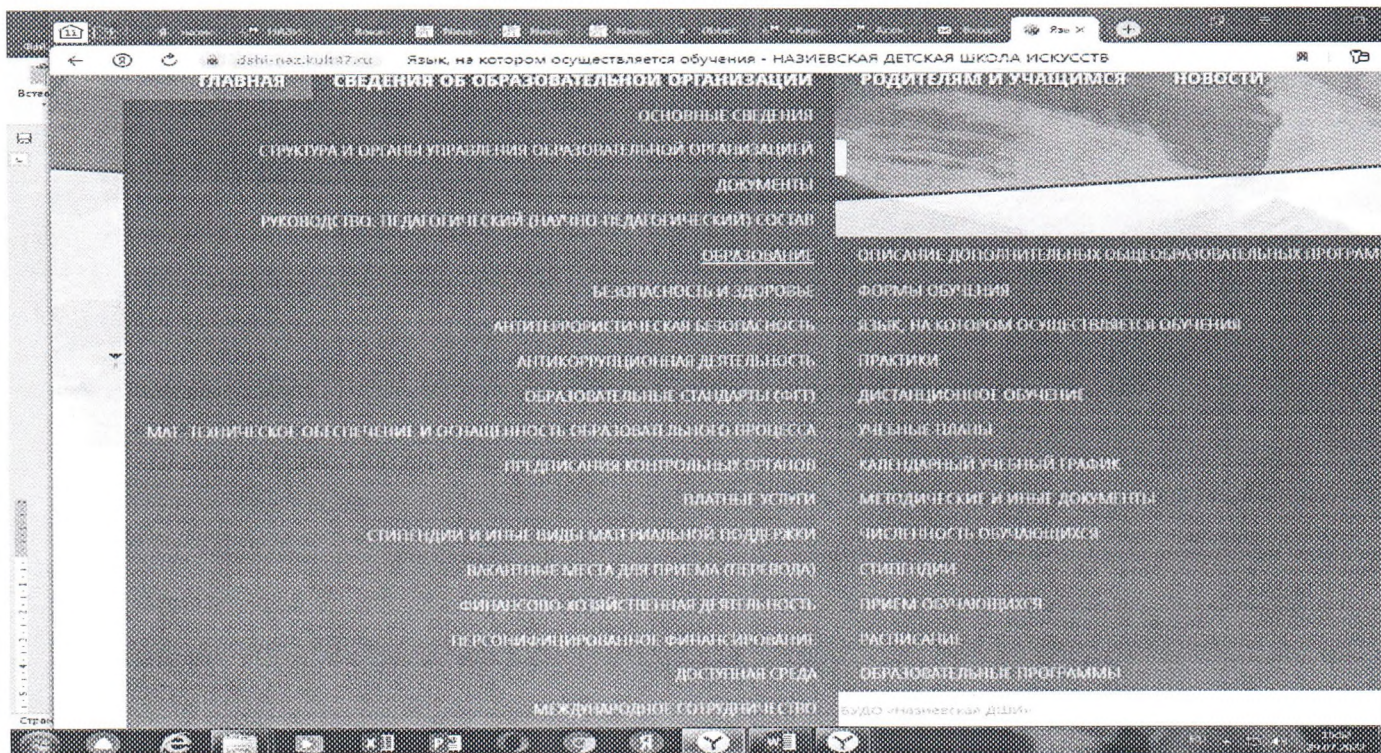 dshi-naz.kult47.ru Язык, на котором осуществляется обучения - НАЗИЕВСКАЯ ДЕТСКАЯ ШКОЛА ИСКУССТВ
ГЛАВНАЯ СВЕДЕНИЯ ОБ ОБРАЗОВАТЕЛЬНОЙ ОРГАНИЗАЦИИ РОДИТЕЛЯМ И УЧАЩИМСЯ НОВОСТИ
ОСНОВНЫЕ СВЕДЕНИЯ
СТРУКТУРА И ОРГАНЫ УПРАВЛЕНИЯ ОБРАЗОВАТЕЛЬНОЙ ОРГАНИЗАЦИЕЙ
ДОКУМЕНТЫ
РУКОВОДСТВО. ПЕДАГОГИЧЕСКИЙ (НАУЧНО-ПЕДАГОГИЧЕСКИЙ) СОСТАВ
ОБРАЗОВАНИЕ
БЕЗОПАСНОСТЬ И ЗДОРОВЬЕ
АНТИТЕРРОРИСТИЧЕСКАЯ БЕЗОПАСНОСТЬ
АНТИКОРРУПЦИОННАЯ ДЕЯТЕЛЬНОСТЬ
ОБРАЗОВАТЕЛЬНЫЕ СТАНДАРТЫ (ФГТ)
МАТ.-ТЕХНИЧЕСКОЕ ОБЕСПЕЧЕНИЕ И ОСНАЩЕННОСТЬ ОБРАЗОВАТЕЛЬНОГО ПРОЦЕССА
ПРЕДПИСАНИЯ КОНТРОЛЬНЫХ ОРГАНОВ
ПЛАТНЫЕ УСЛУГИ
СТИПЕНДИИ И ИНЫЕ ВИДЫ МАТЕРИАЛЬНОЙ ПОДДЕРЖКИ
ВАКАНТНЫЕ МЕСТА ДЛЯ ПРИЕМА (ПЕРЕВОДА)
ФИНАНСОВО-ХОЗЯЙСТВЕННАЯ ДЕЯТЕЛЬНОСТЬ
ПЕРСОНИФИЦИРОВАННОЕ ФИНАНСИРОВАНИЕ
ДОСТУПНАЯ СРЕДА
МЕЖДУНАРОДНОЕ СОТРУДНИЧЕСТВО
ОПИСАНИЕ ДОПОЛНИТЕЛЬНЫХ ОБЩЕОБРАЗОВАТЕЛЬНЫХ ПРОГРАМ
ФОРМЫ ОБУЧЕНИЯ
ЯЗЫК, НА КОТОРОМ ОСУЩЕСТВЛЯЕТСЯ ОБУЧЕНИЯ
ПРАКТИКИ
ДИСТАНЦИОННОЕ ОБУЧЕНИЕ
УЧЕБНЫЕ ПЛАНЫ
КАЛЕНДАРНЫЙ УЧЕБНЫЙ ГРАФИК
МЕТОДИЧЕСКИЕ И ИНЫЕ ДОКУМЕНТЫ
ЧИСЛЕННОСТЬ ОБУЧАЮЩИХСЯ
СТИПЕНДИИ
ПРИЕМ ОБУЧАЮЩИХСЯ
РАСПИСАНИЕ
ОБРАЗОВАТЕЛЬНЫЕ ПРОГРАММЫ
БУДО «Назиевская ДШИ»